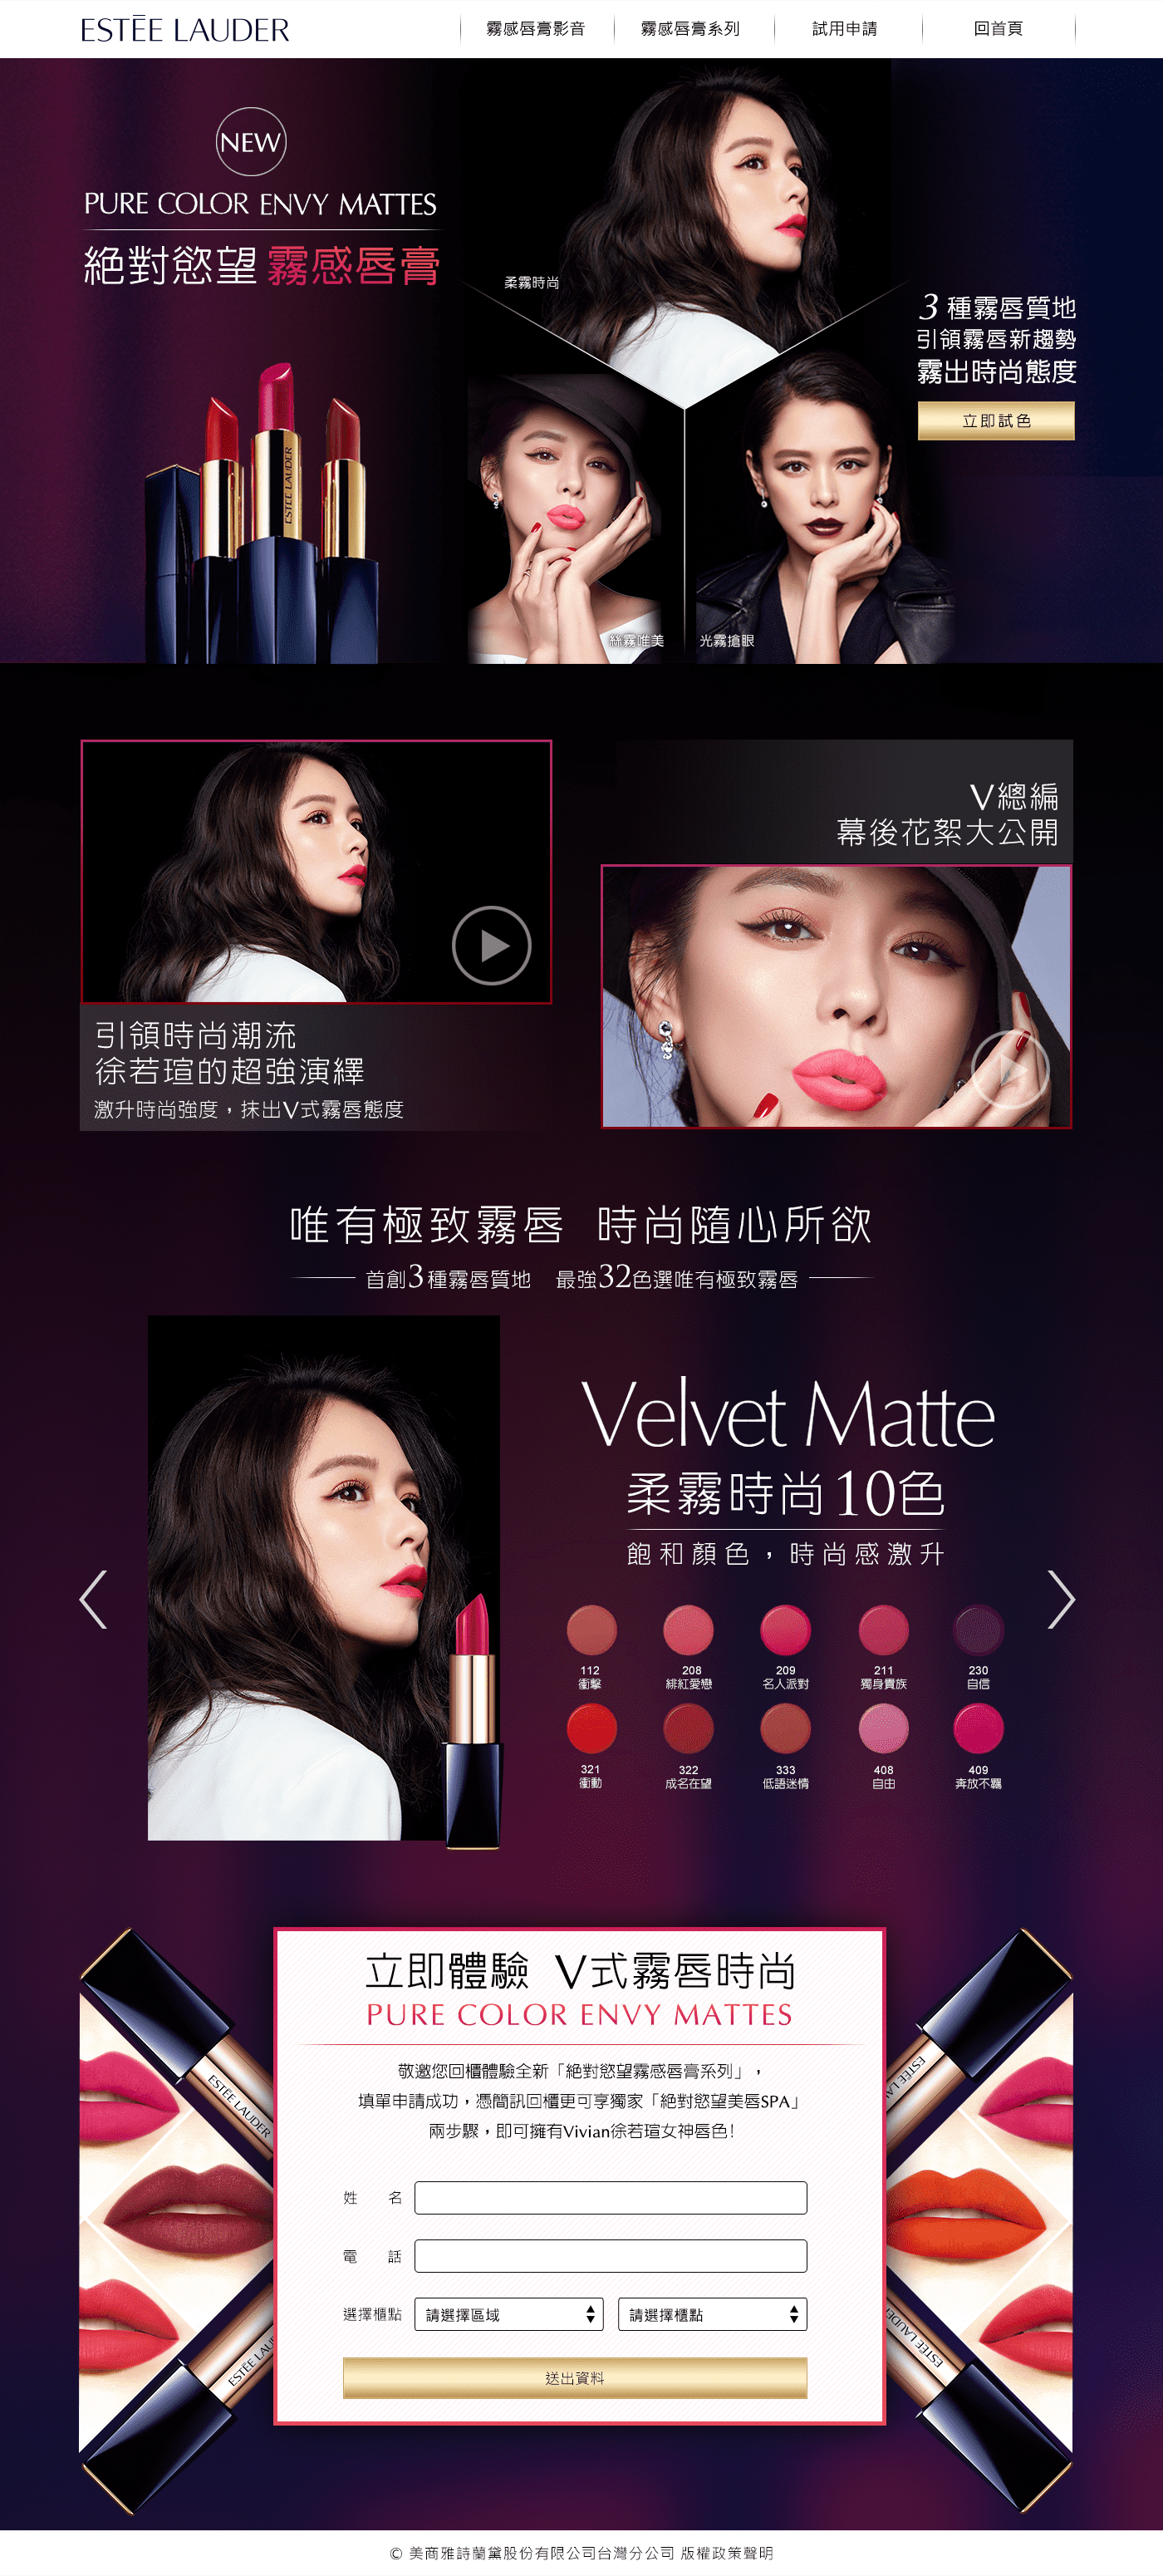 ESTĒE LAUDER
霧感唇膏影音
霧感唇膏系列
試用申請
回首頁
NEW
PURE COLOR ENVY MATTES
絕對慾望 霧感唇膏
柔霧時尚
3 種霧唇質地
引領霧唇新趨勢
霧出時尚態度
立即試色
ESTĒE LAUDER
絲霧唯美
光霧搶眼
V總編
幕後花絮大公開
引領時尚潮流
徐若瑄的超強演繹
激升時尚強度，抹出V式霧唇態度
唯有極致霧唇 時尚隨心所欲
首創3種霧唇質地 最強32色選唯有極致霧唇
Velvet Matte
柔霧時尚10色
飽和顏色，時尚感激升
112 208 209 211 230
衝擊 緋紅愛戀 名人派對 獨身貴族 自信
321 322 333 408 409
衝動 成名在望 低語迷情 自由 奔放不羈
立即體驗 V式霧唇時尚
PURE COLOR ENVY MATTES
敬邀您回櫃體驗全新「絕對慾望霧感唇膏系列」，
填單申請成功，憑簡訊回櫃更可享獨家「絕對慾望美唇SPA」
兩步驟，即可擁有Vivian徐若瑄女神唇色!
姓 名
電 話
選擇櫃點 請選擇區域 請選擇櫃點
送出資料
ESTĒE LAUDER
ESTĒE LAU
ESTĒE LA
ESTĒE LAUDER
© 美商雅詩蘭黛股份有限公司台灣分公司 版權政策聲明